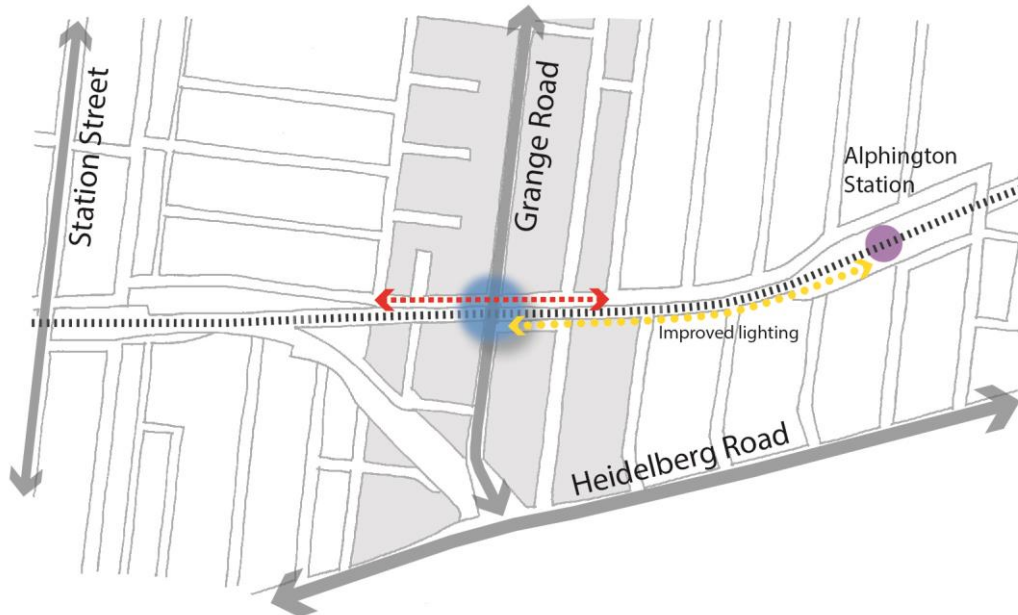 Station Street
Grange Road
Alphington
Station
Improved lighting
Heidelberg Road